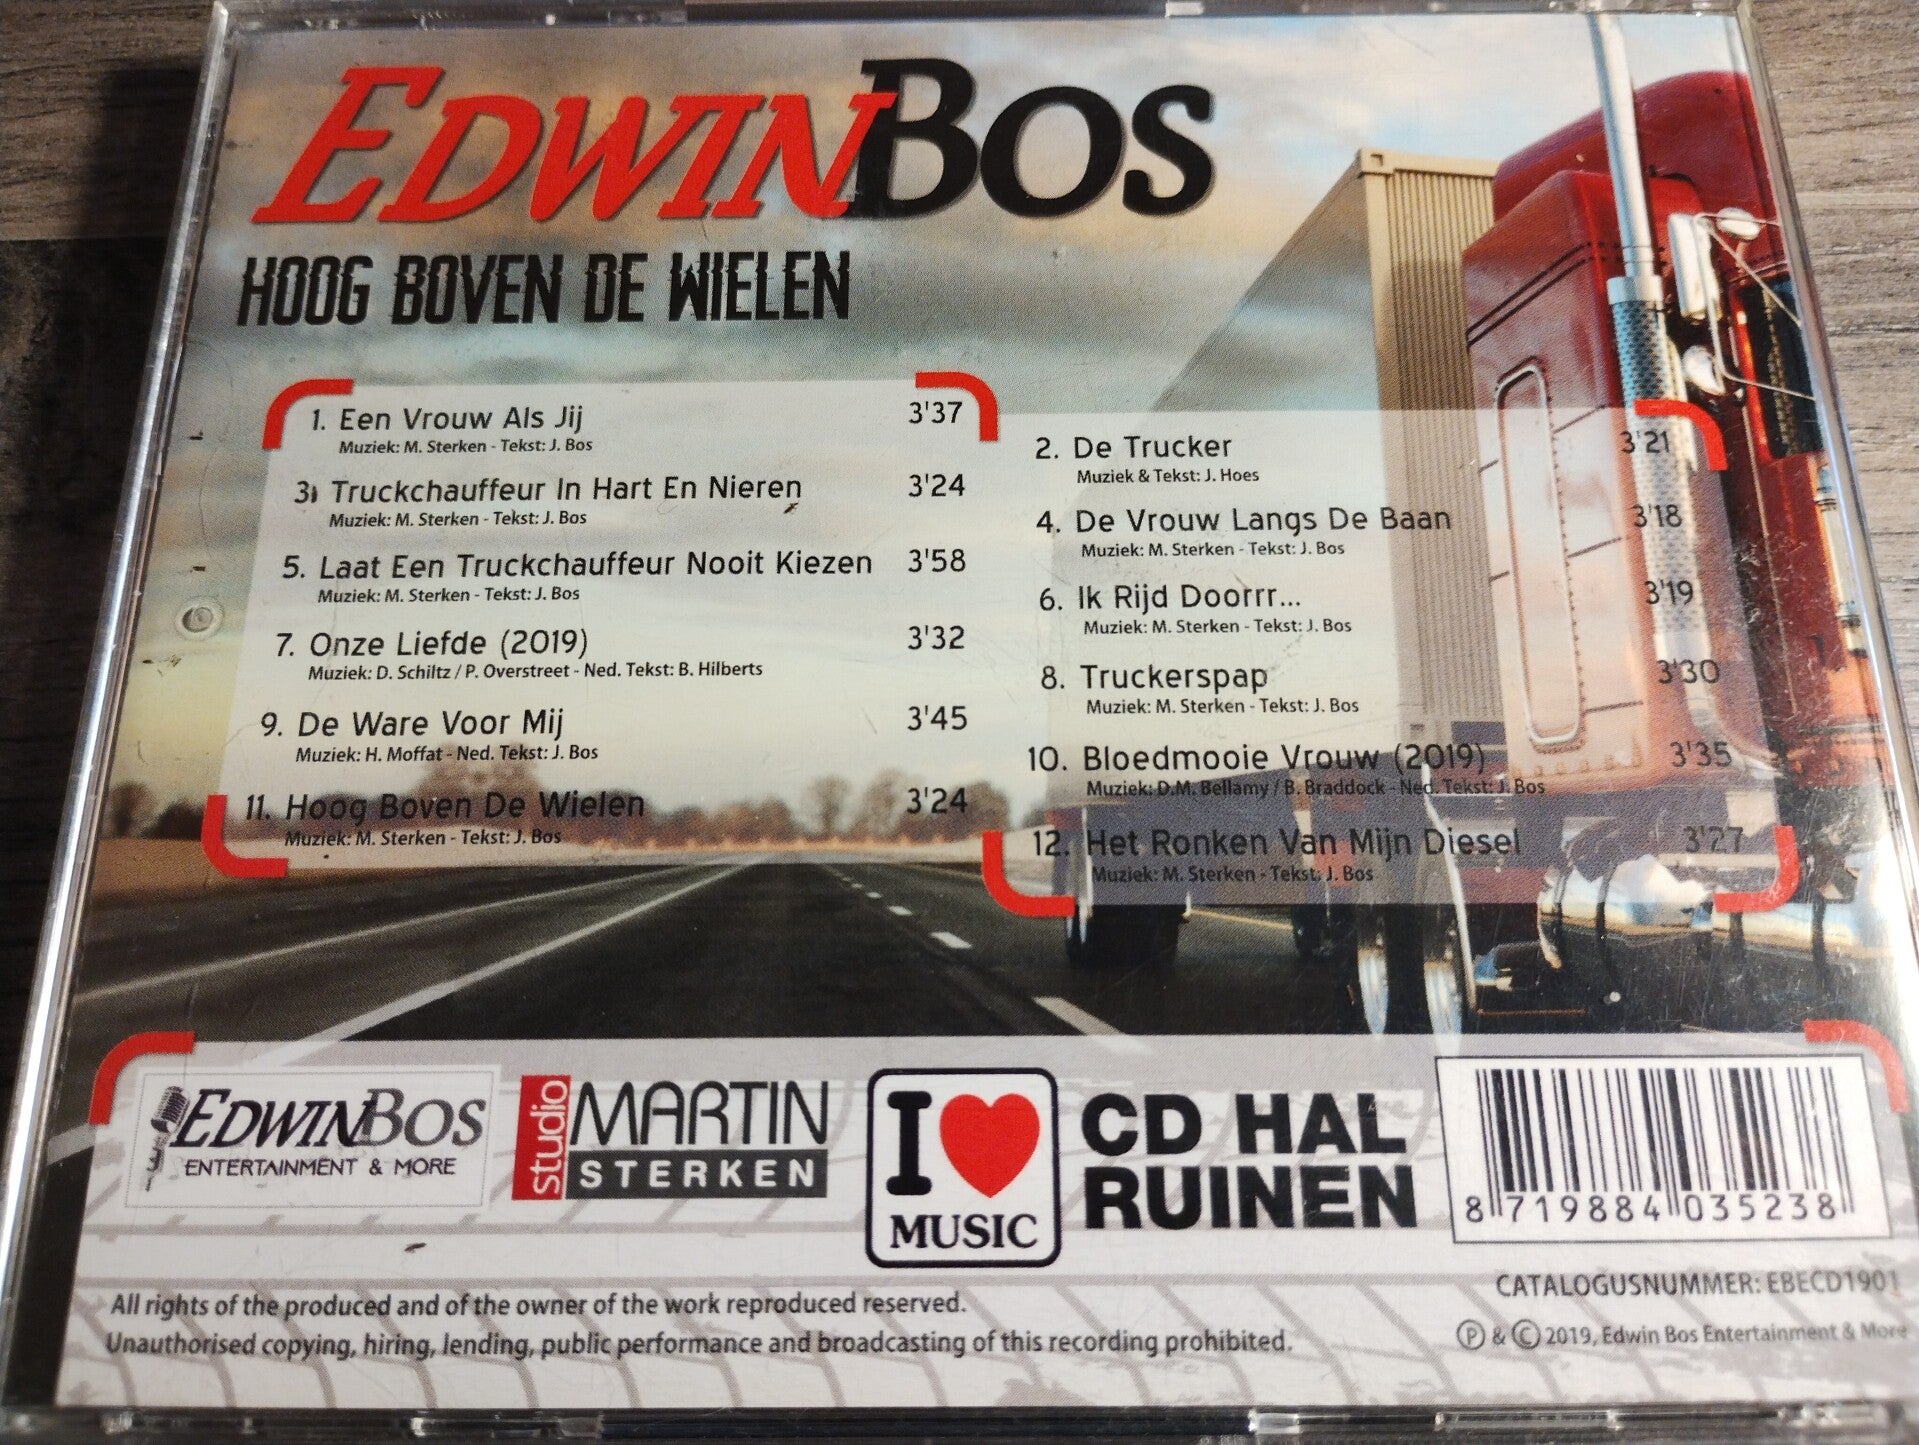 EDWINBOS
HOOG BOVEN DE WIELEN
1. Een Vrouw Als Jij 3'37
Muziek: M. Sterken - Tekst: J. Bos
2. De Trucker 3'21
Muziek & Tekst: J. Hoes
3. Truckchauffeur In Hart En Nieren 3'24
Muziek: M. Sterken - Tekst: J. Bos
4. De Vrouw Langs De Baan 3'18
Muziek: M. Sterken - Tekst: J. Bos
5. Laat Een Truckchauffeur Nooit Kiezen 3'58
Muziek: M. Sterken - Tekst: J. Bos
6. Ik Rijd Doorrr... 3'19
Muziek: M. Sterken - Tekst: J. Bos
7. Onze Liefde (2019) 3'32
Muziek: D. Schiltz / P. Overstreet - Ned. Tekst: B. Hilberts
8. Truckerspap 3'30
Muziek: M. Sterken - Tekst: J. Bos
9. De Ware Voor Mij 3'45
Muziek: H. Moffat - Ned. Tekst: J. Bos
10. Bloedmooie Vrouw (2019) 3'35
Muziek: D.M. Bellamy / B. Braddock - Ned. Tekst: J. Bos
11. Hoog Boven De Wielen 3'24
Muziek: M. Sterken - Tekst: J. Bos
12. Het Ronken Van Mijn Diesel 3'27
Muziek: M. Sterken - Tekst: J. Bos
EDWINBOS
ENTERTAINMENT & MORE
studio
MARTIN
STERKEN
I
MUSIC
CD HAL
RUINEN
8 719884 035238
CATALOGUSNUMMER: EBECD1901
All rights of the produced and of the owner of the work reproduced reserved.
Unauthorised copying, hiring, lending, public performance and broadcasting of this recording prohibited.
Ⓟ & © 2019, Edwin Bos Entertainment & More